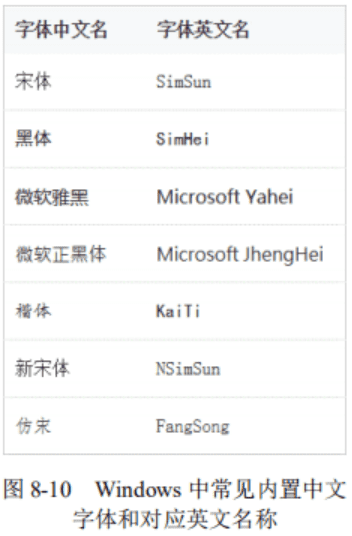 字体中文名 字体英文名
宋体 SimSun
黑体 SimHei
微软雅黑 Microsoft Yahei
微软正黑体 Microsoft JhengHei
楷体 KaiTi
新宋体 NSimSun
仿宋 FangSong
图 8-10 Windows 中常见内置中文
字体和对应英文名称